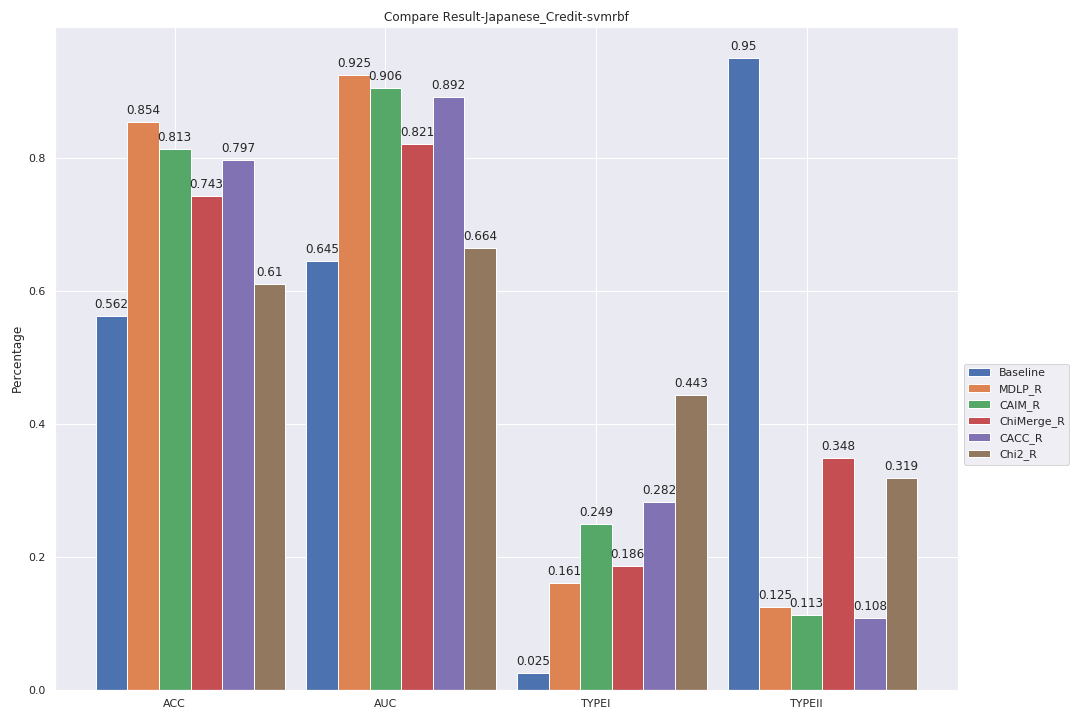 Compare Result-Japanese_Credit-svmrbf
Percentage
0.8
0.6
0.4
0.2
0.0
0.562
0.854
0.813
0.743
0.797
0.61
0.645
0.925
0.906
0.821
0.892
0.664
0.025
0.161
0.249
0.186
0.282
0.443
0.95
0.125
0.113
0.348
0.108
0.319
ACC
AUC
TYPEI
TYPEII
Baseline
MDLP_R
CAIM_R
ChiMerge_R
CACC_R
Chi2_R